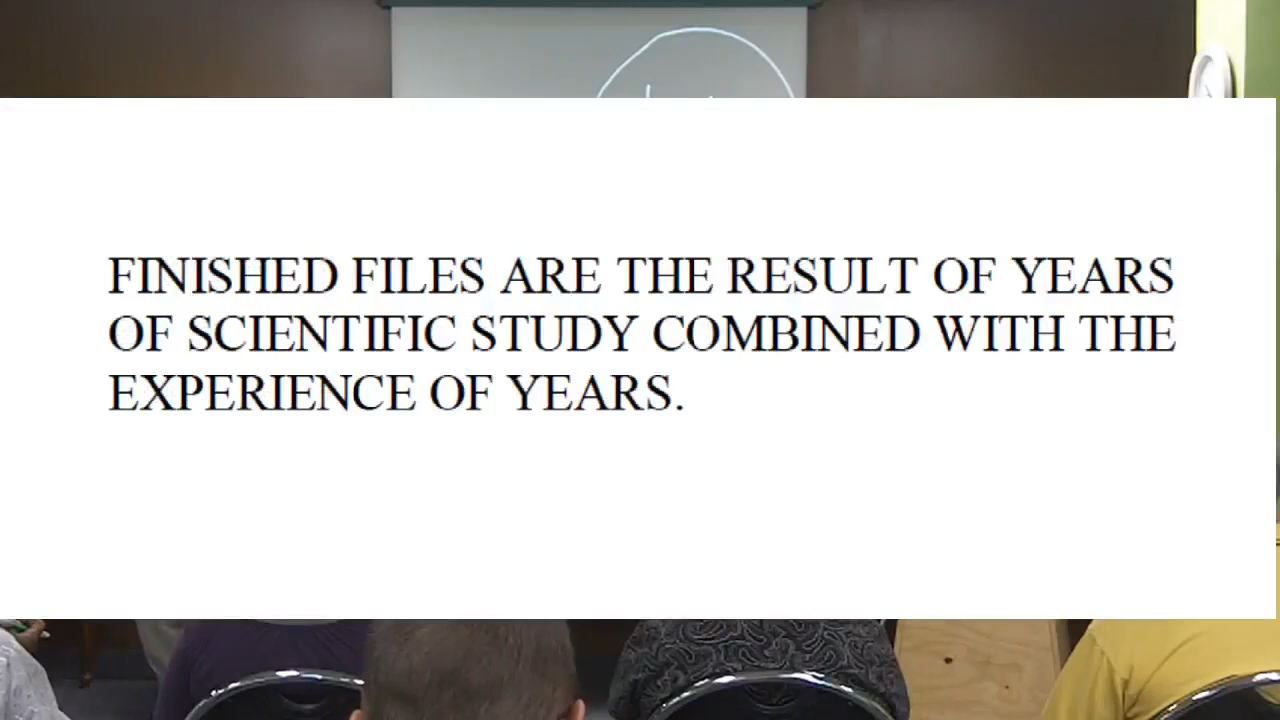 FINISHED FILES ARE THE RESULT OF YEARS
OF SCIENTIFIC STUDY COMBINED WITH THE
EXPERIENCE OF YEARS.